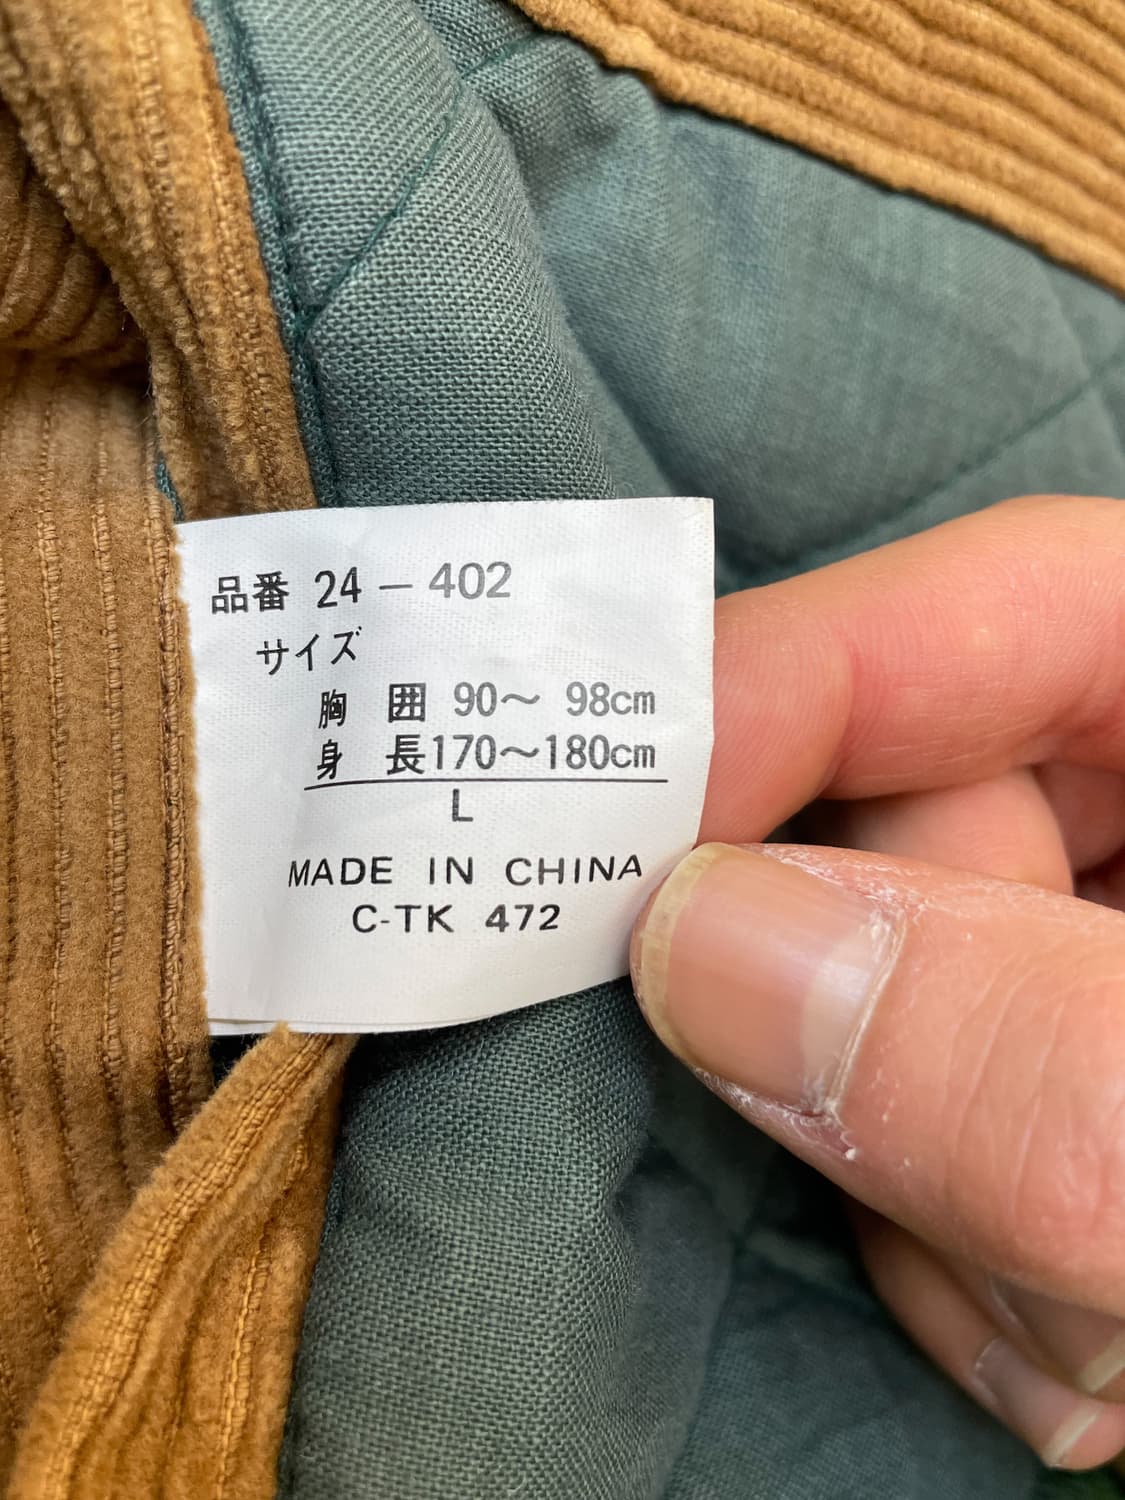 品番 24-402
サイズ
胸 囲 90〜 98cm
身 長170〜180cm
L
MADE IN CHINA
C-TK 472